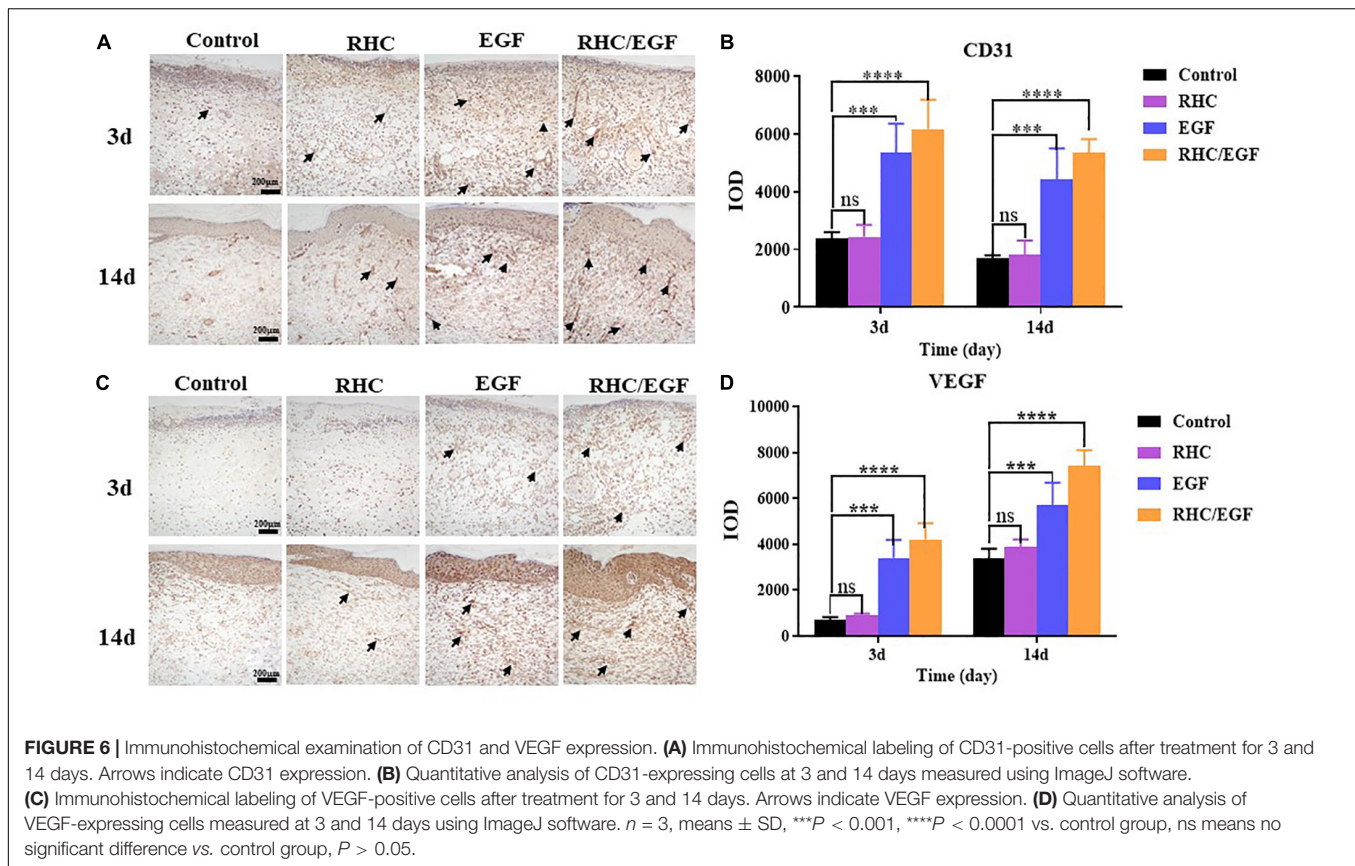 A
Control RHC EGF RHC/EGF
3d
200μm
14d
200μm
B
CD31
8000
6000
4000
2000
0
IOD
**** ****
*** ***
ns ns
3d 14d
Time (day)
Control
RHC
EGF
RHC/EGF
C
Control RHC EGF RHC/EGF
3d
200μm
14d
200μm
D
VEGF
10000
8000
6000
4000
2000
0
IOD
**** ****
*** ***
ns ns
3d 14d
Time (day)
Control
RHC
EGF
RHC/EGF
FIGURE 6 | Immunohistochemical examination of CD31 and VEGF expression. (A) Immunohistochemical labeling of CD31-positive cells after treatment for 3 and
14 days. Arrows indicate CD31 expression. (B) Quantitative analysis of CD31-expressing cells at 3 and 14 days measured using ImageJ software.
(C) Immunohistochemical labeling of VEGF-positive cells after treatment for 3 and 14 days. Arrows indicate VEGF expression. (D) Quantitative analysis of
VEGF-expressing cells measured at 3 and 14 days using ImageJ software. n = 3, means ± SD, ***P < 0.001, ****P < 0.0001 vs. control group, ns means no
significant difference vs. control group, P > 0.05.